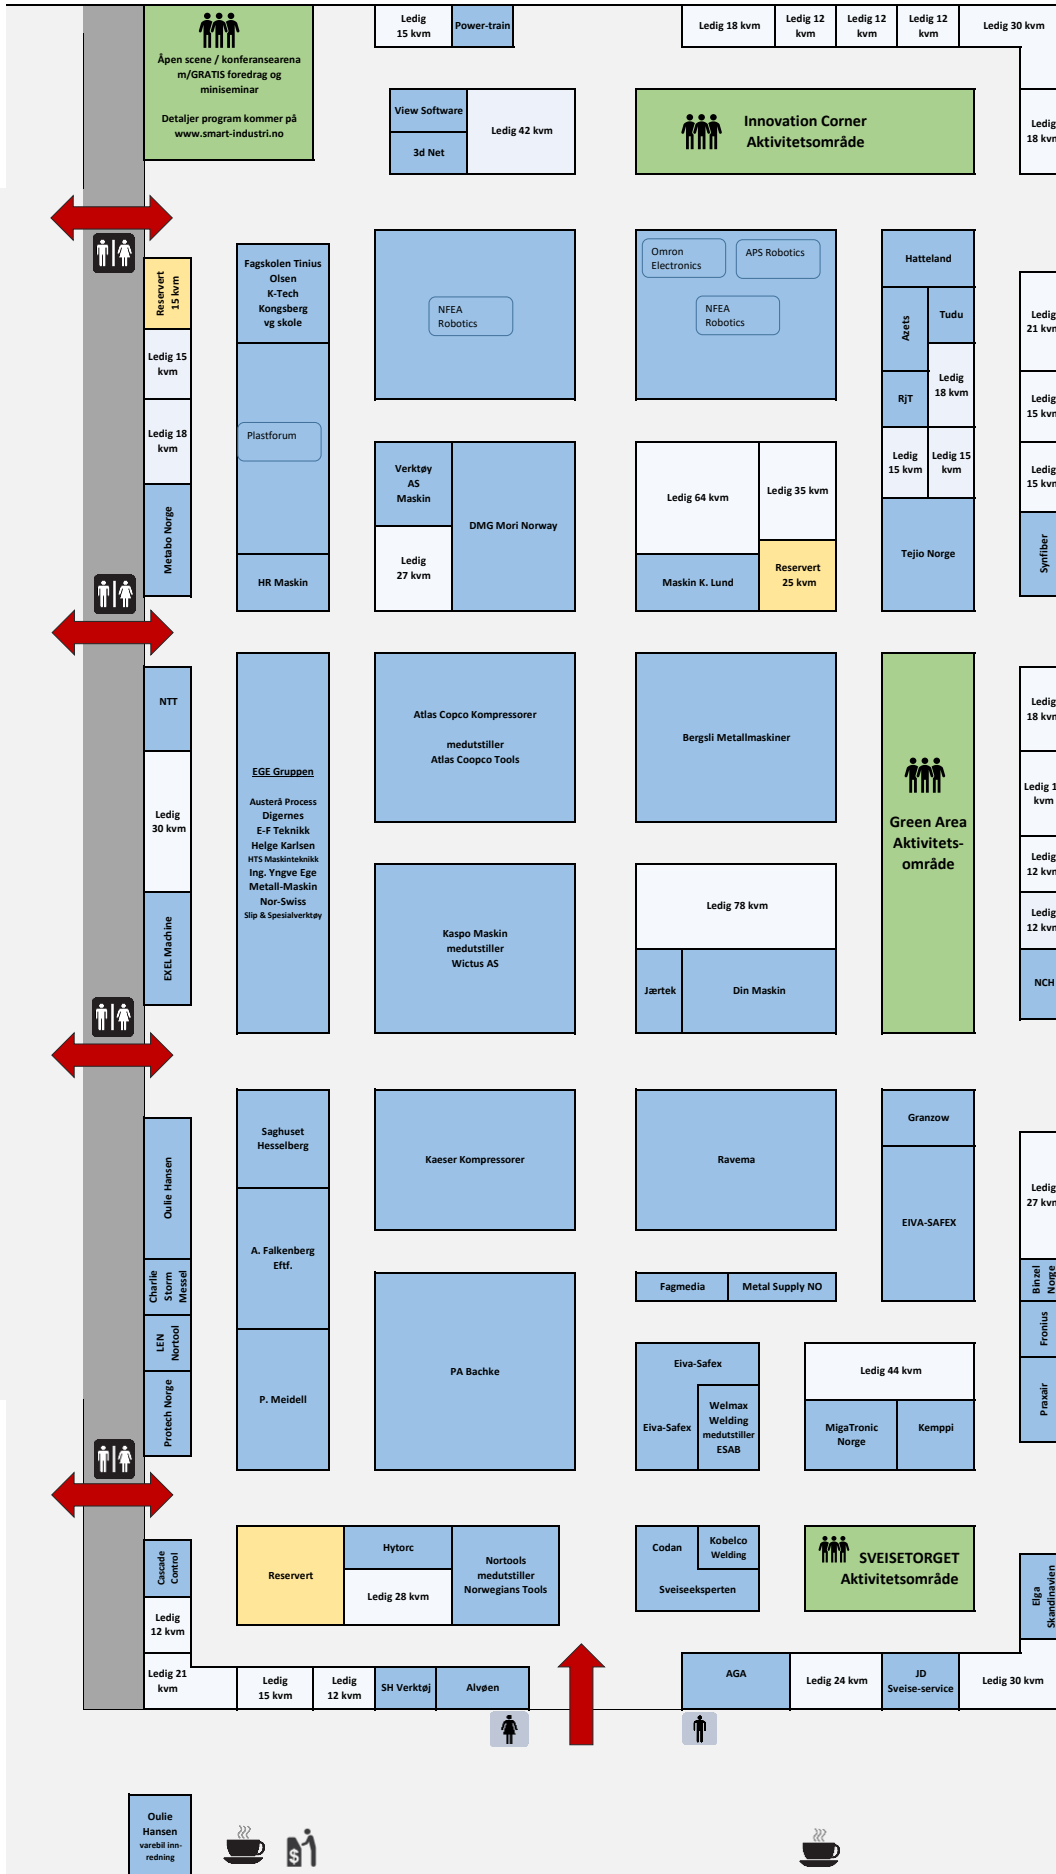 Åpen scene / konferansearena
m/GRATIS foredrag og
miniseminar
Detaljer program kommer på
www.smart-industri.no
Ledig
15 kvm
Power-train
Ledig 18 kvm
Ledig 12
kvm
Ledig 12
kvm
Ledig 12
kvm
Ledig 30 kvm
View Software
3d Net
Ledig 42 kvm
Innovation Corner
Aktivitetsområde
Ledig
18 kvm
Reservert
15 kvm
Ledig 15
kvm
Ledig 18
kvm
Metabo Norge
Fagskolen Tinius
Olsen
K-Tech
Kongsberg
vg skole
Plastforum
HR Maskin
NFEA
Robotics
Omron
Electronics
APS Robotics
NFEA
Robotics
Hatteland
Azets
Tudu
Ledig
18 kvm
RjT
Ledig
15 kvm
Ledig 15
kvm
Tejio Norge
Ledig
21 kvm
Ledig
15 kvm
Ledig
15 kvm
Synfiber
Verktøy
AS
Maskin
Ledig
27 kvm
DMG Mori Norway
Ledig 64 kvm
Ledig 35 kvm
Maskin K. Lund
Reservert
25 kvm
NTT
Ledig
30 kvm
EXEL Machine
EGE Gruppen
Austerå Process
Digernes
E-F Teknikk
Helge Karlsen
HTS Maskinteknikk
Ing. Yngve Ege
Metall-Maskin
Nor-Swiss
Slip & Spesialverktøy
Atlas Copco Kompressorer
medutstiller
Atlas Coopco Tools
Bergsli Metallmaskiner
Green Area
Aktivitets-
område
Ledig
18 kvm
Ledig 1
kvm
Ledig
12 kvm
Ledig
12 kvm
NCH
Kaspo Maskin
medutstiller
Wictus AS
Ledig 78 kvm
Jærtek
Din Maskin
Oulie Hansen
Charlie
Storm
Messel
LEN
Nortool
Protech Norge
Saghuset
Hesselberg
A. Falkenberg
Eftf.
P. Meidell
Kaeser Kompressorer
PA Bachke
Ravema
Fagmedia
Metal Supply NO
Granzow
EIVA-SAFEX
Ledig
27 kvm
Binzel
Norge
Fronius
Praxair
Eiva-Safex
Eiva-Safex
Welmax
Welding
medutstiller
ESAB
Ledig 44 kvm
MigaTronic
Norge
Kemppi
Cascade
Control
Ledig
12 kvm
Ledig 21
kvm
Reservert
Hytorc
Ledig 28 kvm
Nortools
medutstiller
Norwegians Tools
Codan
Kobelco
Welding
Sveiseeksperten
SVEISETORGET
Aktivitetsområde
Elga
Skandinavien
Ledig
15 kvm
Ledig
12 kvm
SH Verktøj
Alvøen
AGA
Ledig 24 kvm
JD
Sveise-service
Ledig 30 kvm
Oulie
Hansen
varebil inn-
redning
$